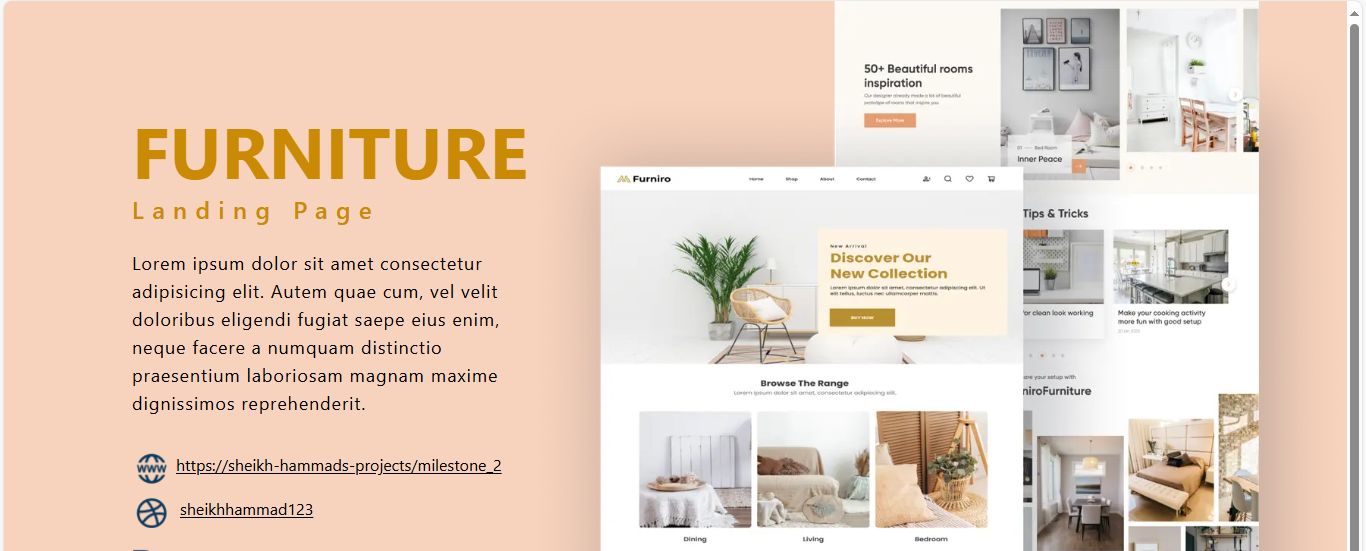 FURNITURE
Landing Page
Lorem ipsum dolor sit amet consectetur
adipisicing elit. Autem quae cum, vel velit
doloribus eligendi fugiat saepe eius enim,
neque facere a numquam distinctio
praesentium laboriosam magnam maxime
dignissimos reprehenderit.
https://sheikh-hammads-projects/milestone_2
sheikhhammad123
50+ Beautiful rooms
inspiration
Our designer already made a lot of beautiful
prototipe of rooms that inspire you
Explore More
01 Bed Room
Inner Peace
Furniro
Home Shop About Contact
New Arrival
Discover Our
New Collection
Lorem ipsum dolor sit amet, consectetur adipiscing elit. Ut
elit tellus, luctus nec ullamcorper mattis.
BUY NOW
Browse The Range
Lorem ipsum dolor sit amet, consectetur adipiscing elit.
Dining Living Bedroom
Tips & Tricks
for clean look working
Make your cooking activity
more fun with good setup
your setup with
niroFurniture